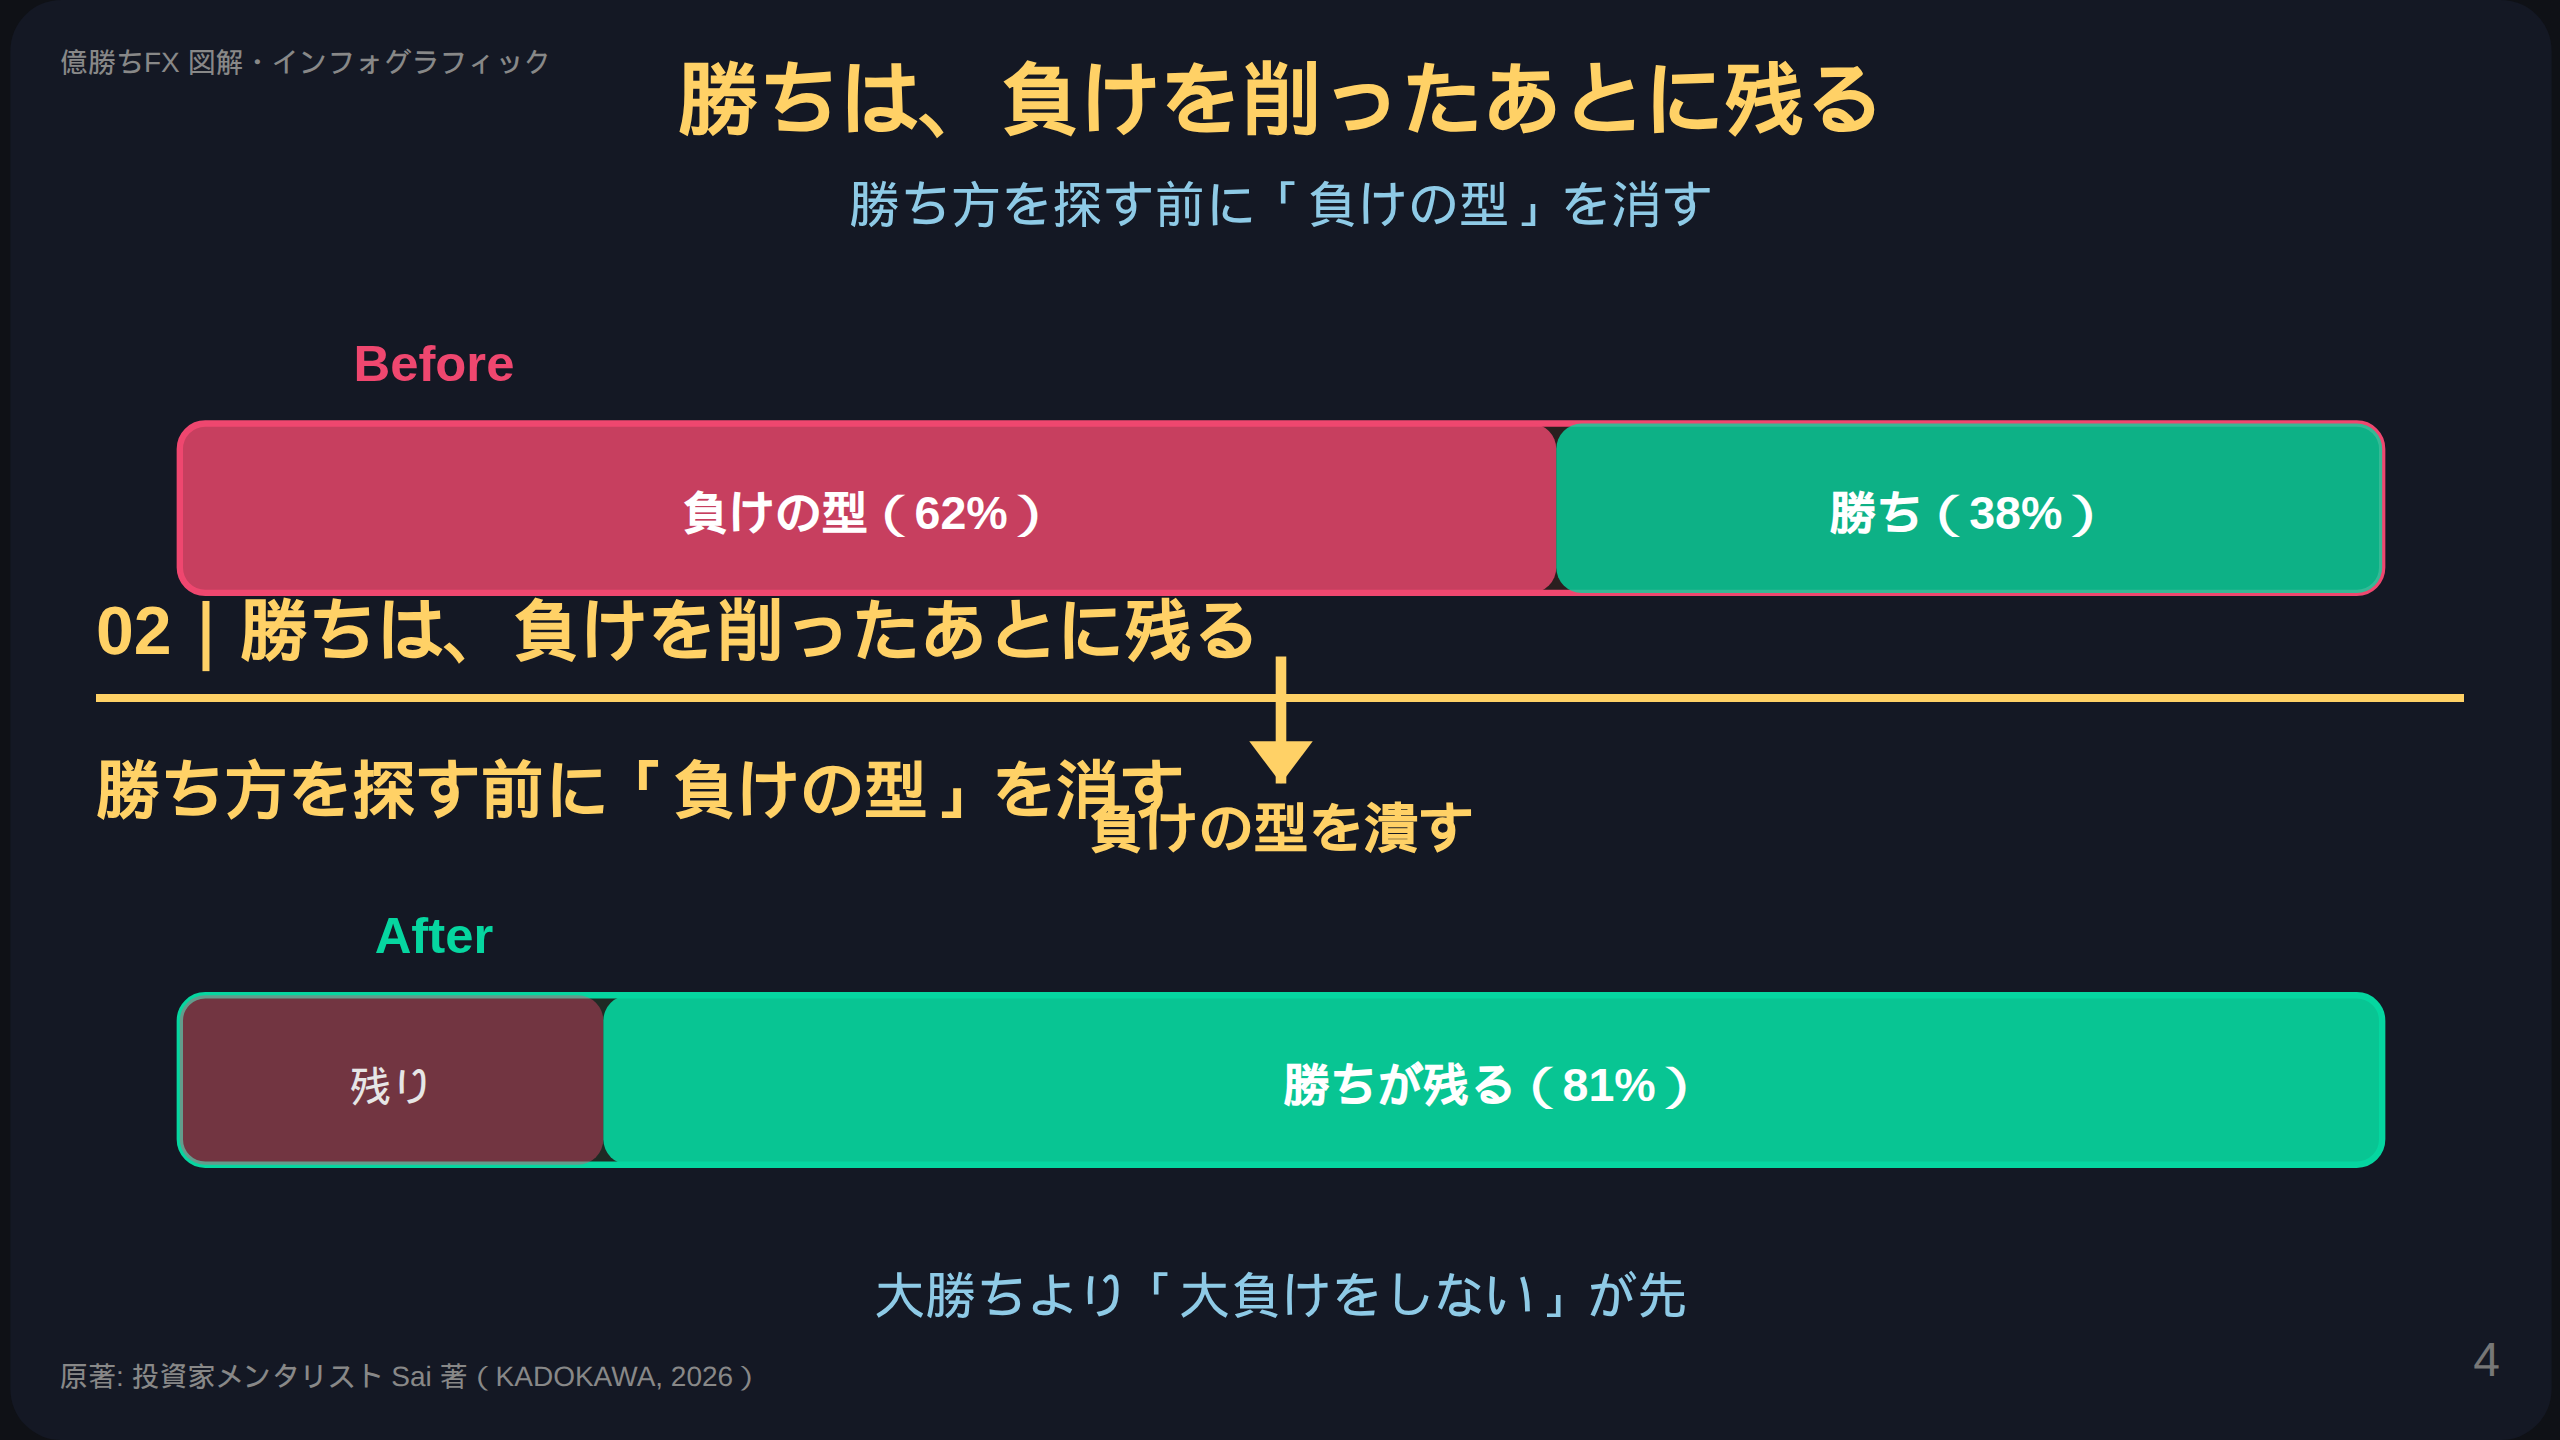 億勝ちFX 図解・インフォグラフィック
勝ちは、負けを削ったあとに残る
勝ち方を探す前に「負けの型」を消す
Before
負けの型（62%）
勝ち（38%）
02｜勝ちは、負けを削ったあとに残る
勝ち方を探す前に「負けの型」を消す
負けの型を潰す
After
残り
勝ちが残る（81%）
大勝ちより「大負けをしない」が先
原著: 投資家メンタリスト Sai 著（KADOKAWA, 2026）
4